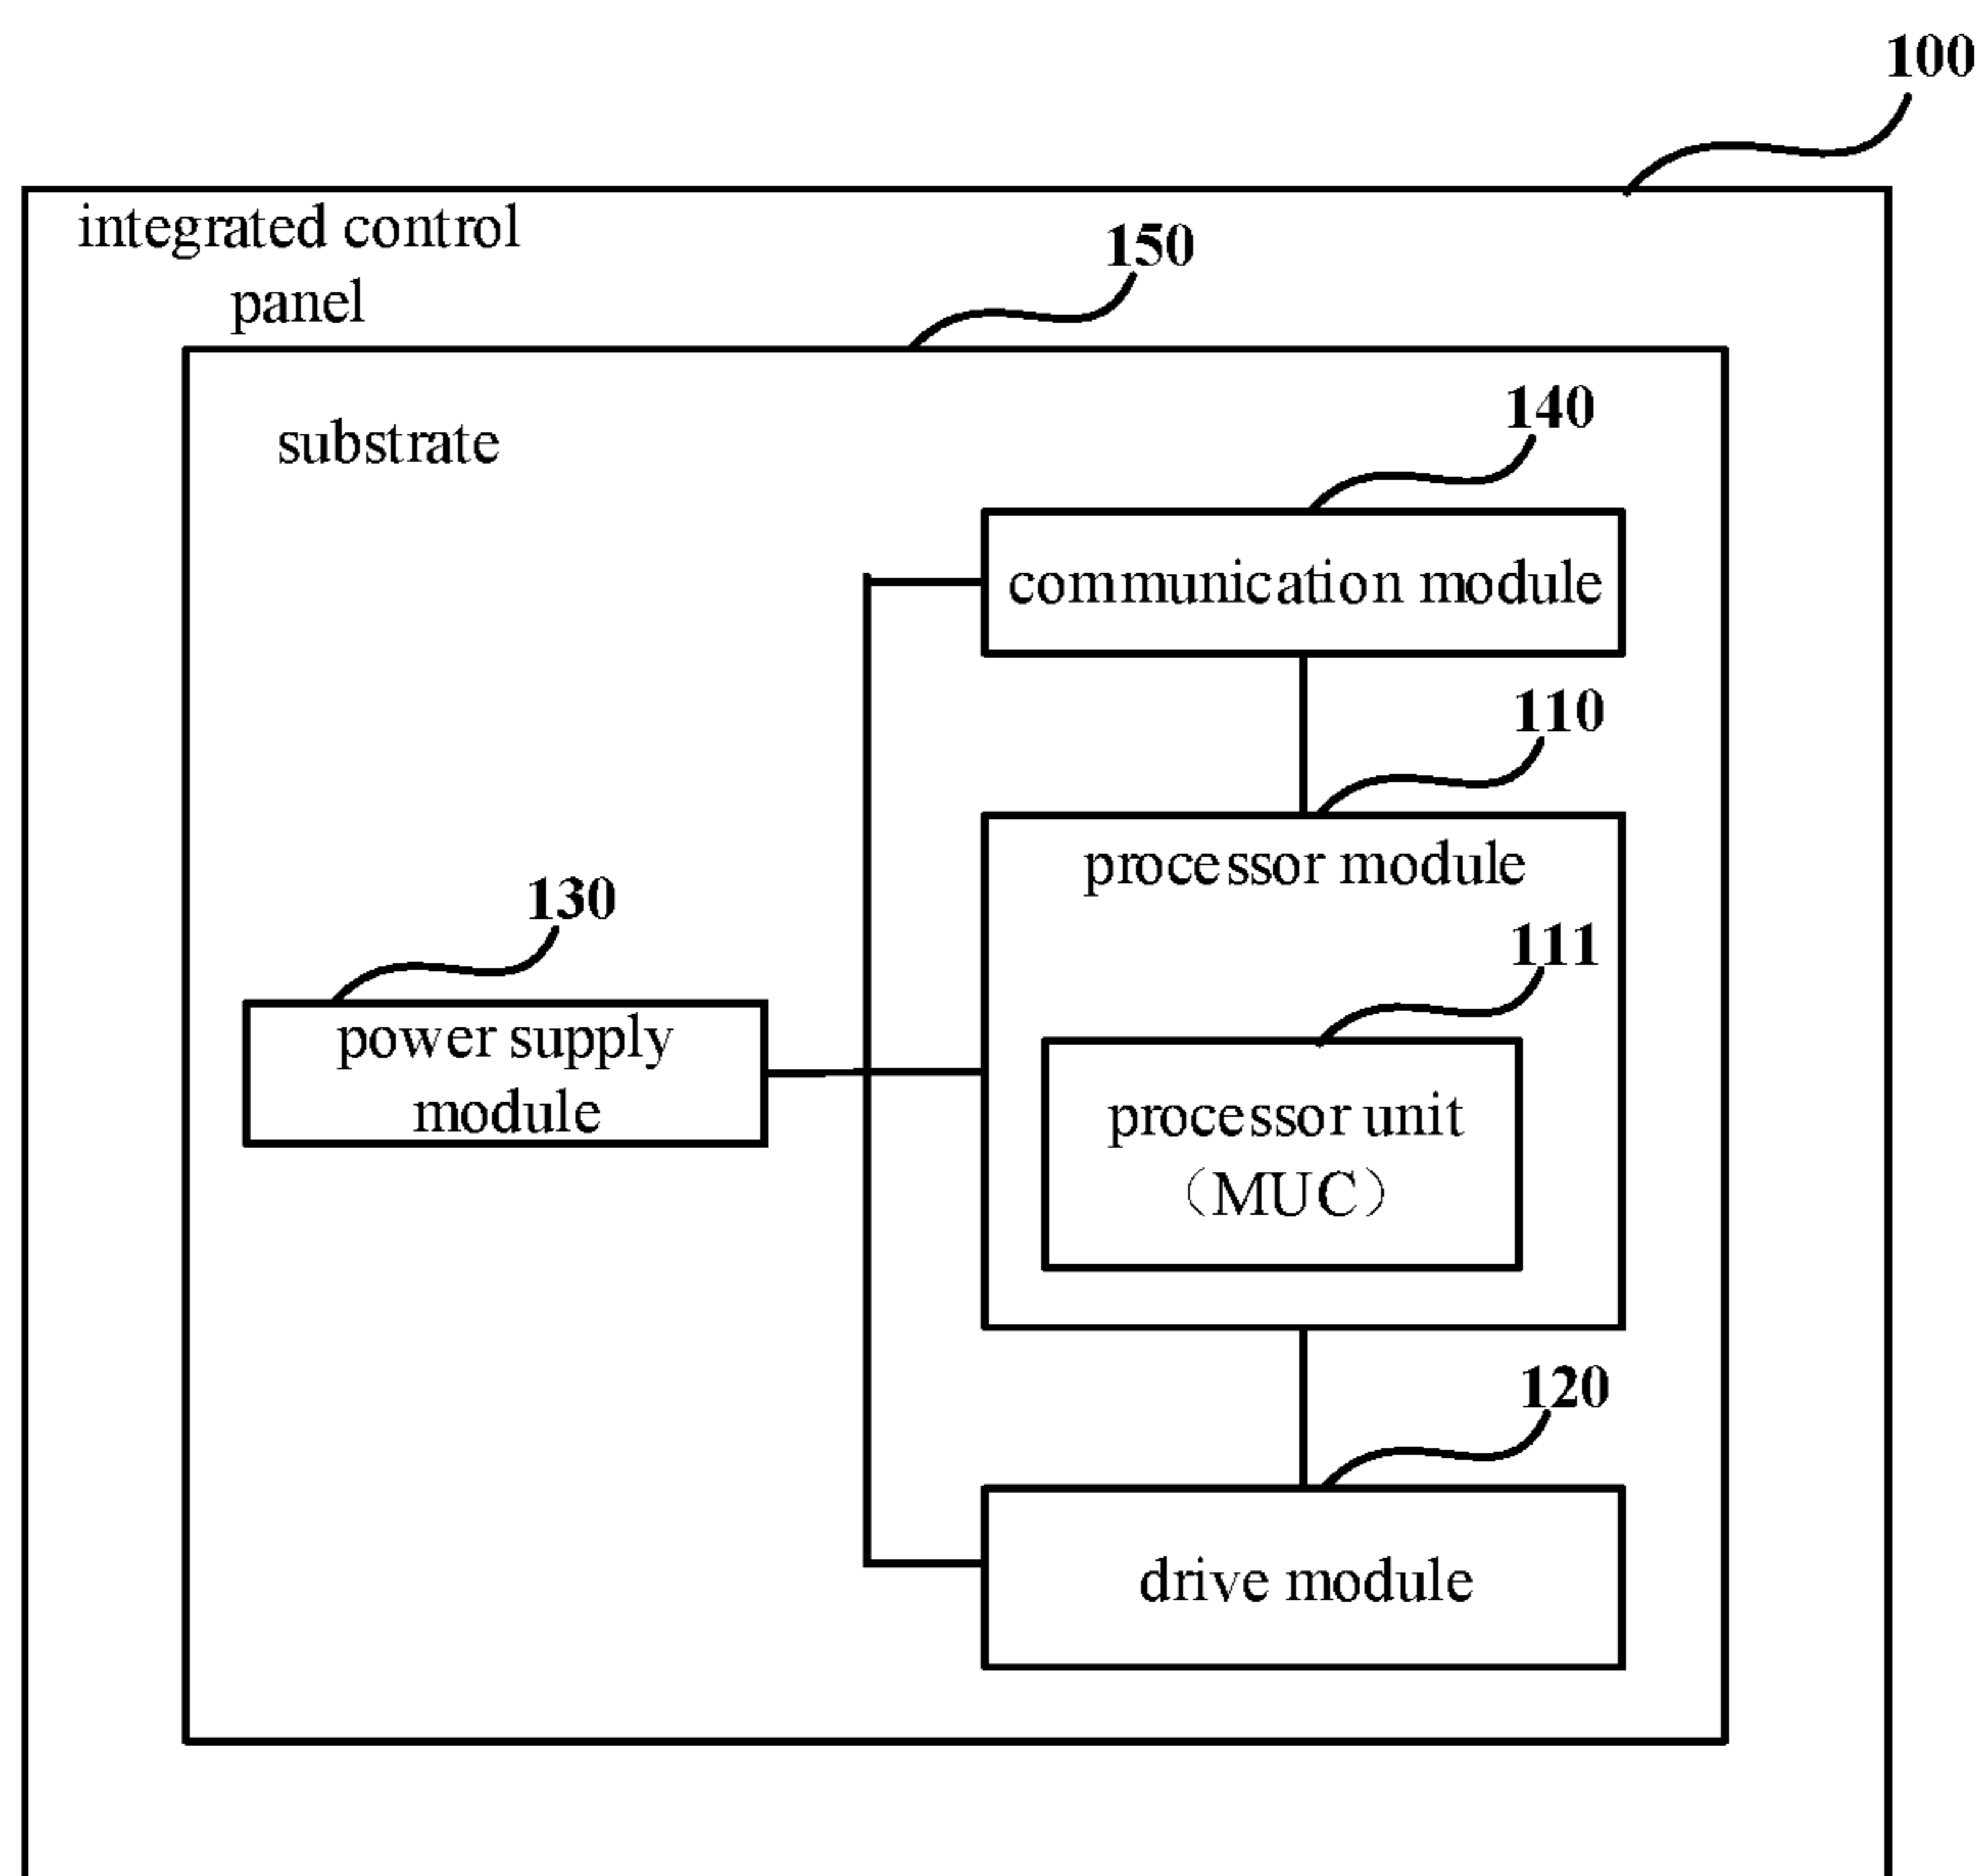 100
integrated control
panel
150
substrate
140
communication module
110
processor module
130
111
power supply
module
processor unit
（MUC）
120
drive module